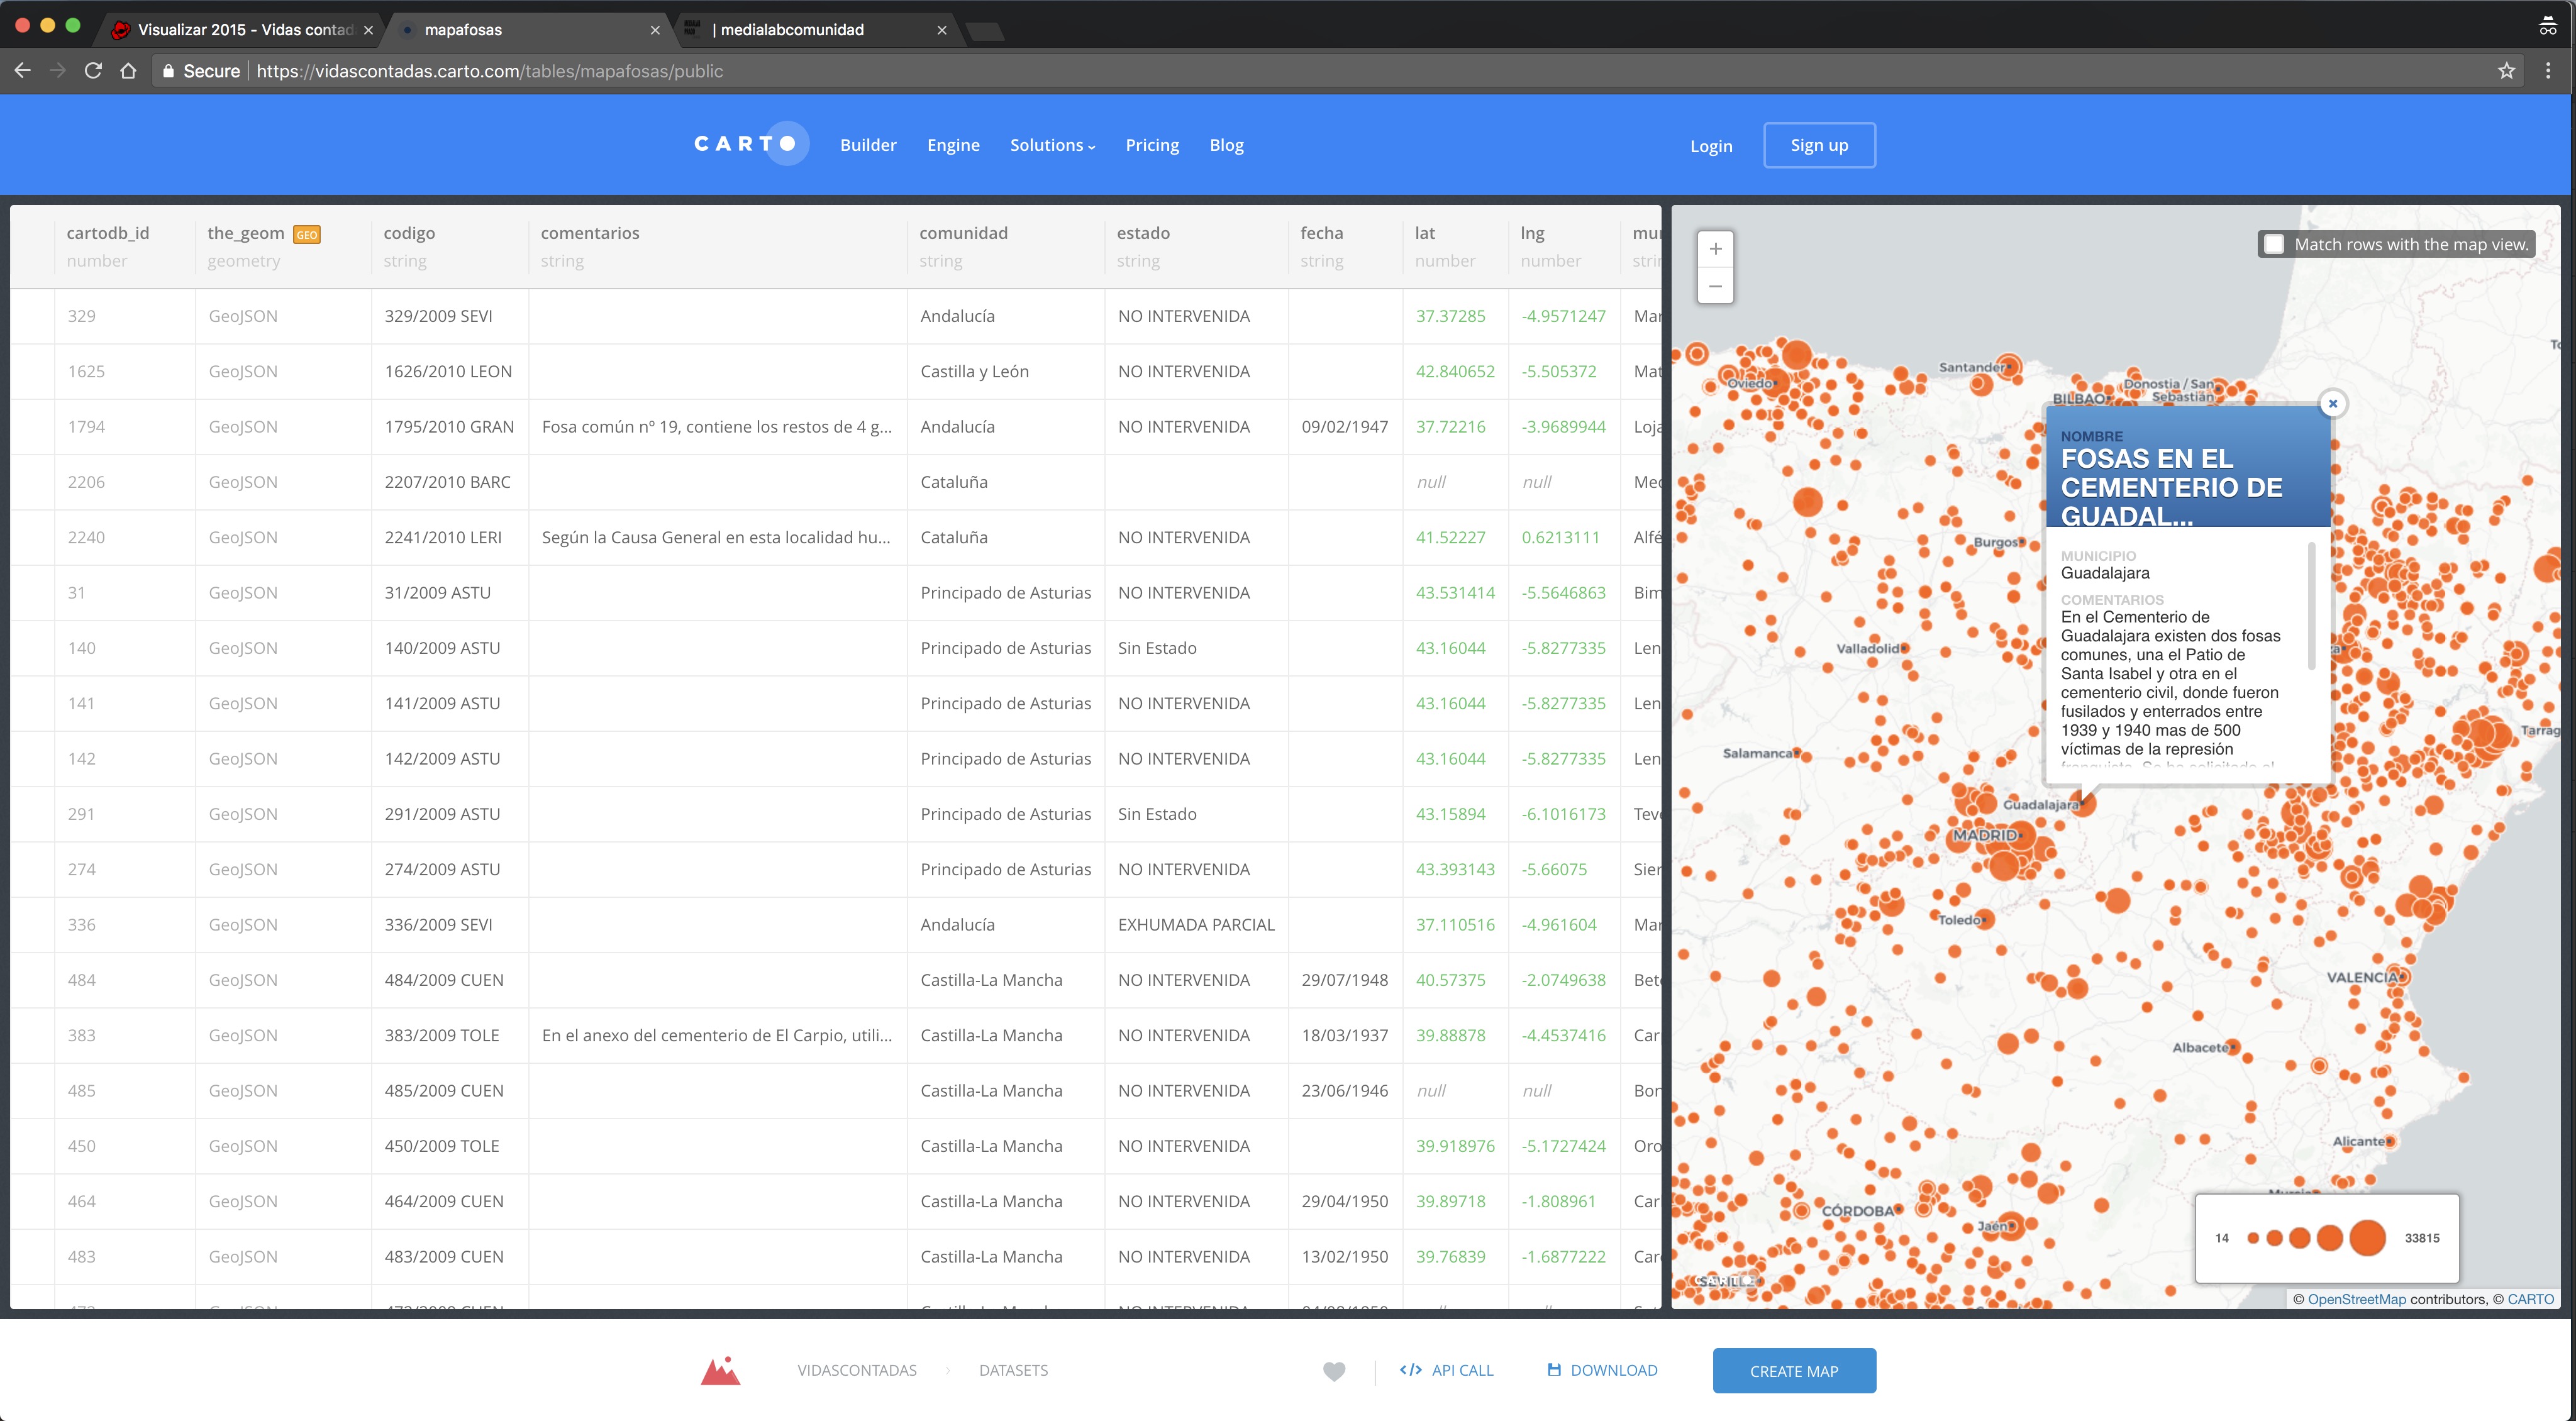 Visualizar 2015 - Vidas contad
mapafosas
| medialabcomunidad
Secure
https://vidascontadas.carto.com/tables/mapafosas/public
CARTO
Builder Engine Solutions Pricing Blog
Login Sign up
cartodb_id the_geom GEO codigo comentarios comunidad estado fecha lat lng mur
number geometry string string string string string number number strir
329 GeoJSON 329/2009 SEVI Andalucía NO INTERVENIDA 37.37285 -4.9571247 Mar
1625 GeoJSON 1626/2010 LEON Castilla y León NO INTERVENIDA 42.840652 -5.505372 Mat
1794 GeoJSON 1795/2010 GRAN Fosa común nº 19, contiene los restos de 4 g... Andalucía NO INTERVENIDA 09/02/1947 37.72216 -3.9689944 Loja
2206 GeoJSON 2207/2010 BARC Cataluña null null Med
2240 GeoJSON 2241/2010 LERI Según la Causa General en esta localidad hu... Cataluña NO INTERVENIDA 41.52227 0.6213111 Alfé
31 GeoJSON 31/2009 ASTU Principado de Asturias NO INTERVENIDA 43.531414 -5.5646863 Bim
140 GeoJSON 140/2009 ASTU Principado de Asturias Sin Estado 43.16044 -5.8277335 Len
141 GeoJSON 141/2009 ASTU Principado de Asturias NO INTERVENIDA 43.16044 -5.8277335 Len
142 GeoJSON 142/2009 ASTU Principado de Asturias NO INTERVENIDA 43.16044 -5.8277335 Len
291 GeoJSON 291/2009 ASTU Principado de Asturias Sin Estado 43.15894 -6.1016173 Teve
274 GeoJSON 274/2009 ASTU Principado de Asturias NO INTERVENIDA 43.393143 -5.66075 Sier
336 GeoJSON 336/2009 SEVI Andalucía EXHUMADA PARCIAL 37.110516 -4.961604 Mar
484 GeoJSON 484/2009 CUEN Castilla-La Mancha NO INTERVENIDA 29/07/1948 40.57375 -2.0749638 Bete
383 GeoJSON 383/2009 TOLE En el anexo del cementerio de El Carpio, utili... Castilla-La Mancha NO INTERVENIDA 18/03/1937 39.88878 -4.4537416 Car
485 GeoJSON 485/2009 CUEN Castilla-La Mancha NO INTERVENIDA 23/06/1946 null null Bon
450 GeoJSON 450/2009 TOLE Castilla-La Mancha NO INTERVENIDA 39.918976 -5.1727424 Oro
464 GeoJSON 464/2009 CUEN Castilla-La Mancha NO INTERVENIDA 29/04/1950 39.89718 -1.808961 Car
483 GeoJSON 483/2009 CUEN Castilla-La Mancha NO INTERVENIDA 13/02/1950 39.76839 -1.6877222 Card
+
Match rows with the map view.
−
Santander
Oviedo
Donostia / San
Sebastián
BILBAO
NOMBRE
FOSAS EN EL
CEMENTERIO DE
GUADAL...
MUNICIPIO
Guadalajara
COMENTARIOS
En el Cementerio de
Guadalajara existen dos fosas
comunes, una el Patio de
Santa Isabel y otra en el
cementerio civil, donde fueron
fusilados y enterrados entre
1939 y 1940 mas de 500
víctimas de la represión
Burgos
Valladolid
Tarrag
Salamanca
Guadalajara
MADRID
Toledo
VALENCIA
Albacete
Alicante
CÓRDOBA
Jaén
14 33815
© OpenStreetMap contributors, © CARTO
VIDASCONTADAS DATASETS
</> API CALL
DOWNLOAD
CREATE MAP